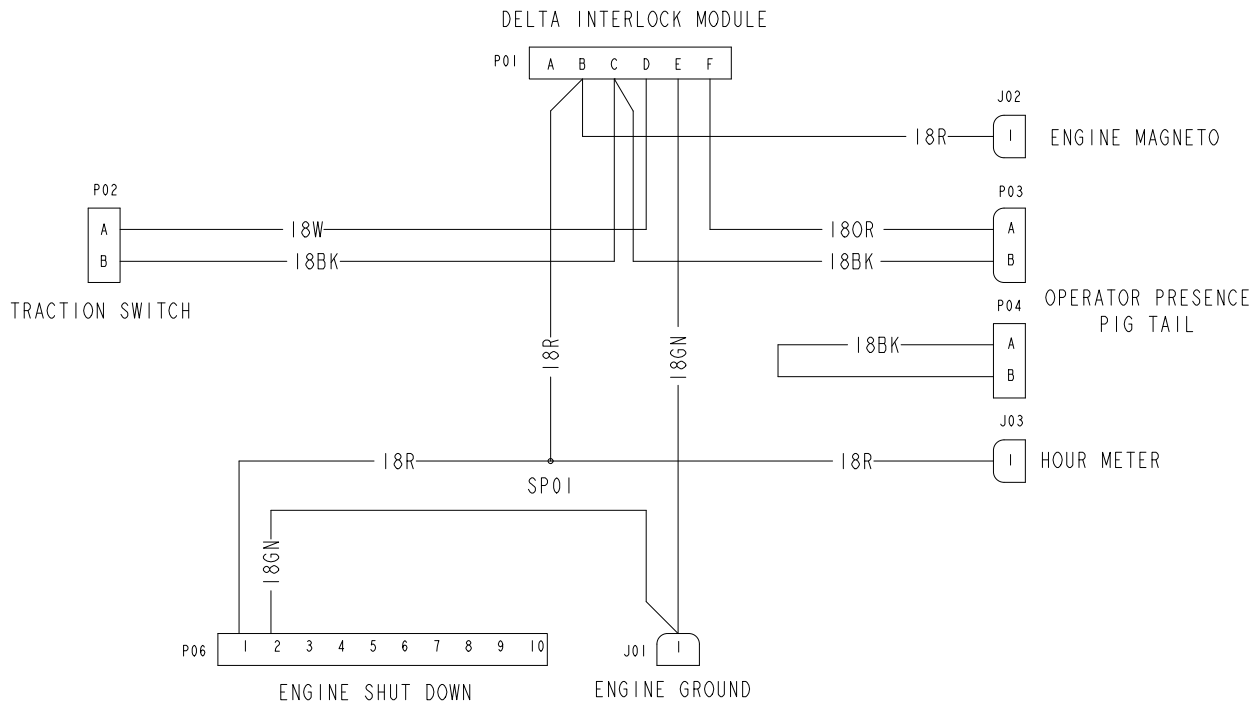 DELTA INTERLOCK MODULE
P01 A B C D E F
J02
18R 1 ENGINE MAGNETO
P02
P03
A 18W 18OR A
B 18BK 18BK B
TRACTION SWITCH
OPERATOR PRESENCE
PIG TAIL
P04
18BK A
B
18R
18GN
J03
18R 18R 1 HOUR METER
SP01
18GN
P06 1 2 3 4 5 6 7 8 9 10
J01 1
ENGINE SHUT DOWN
ENGINE GROUND